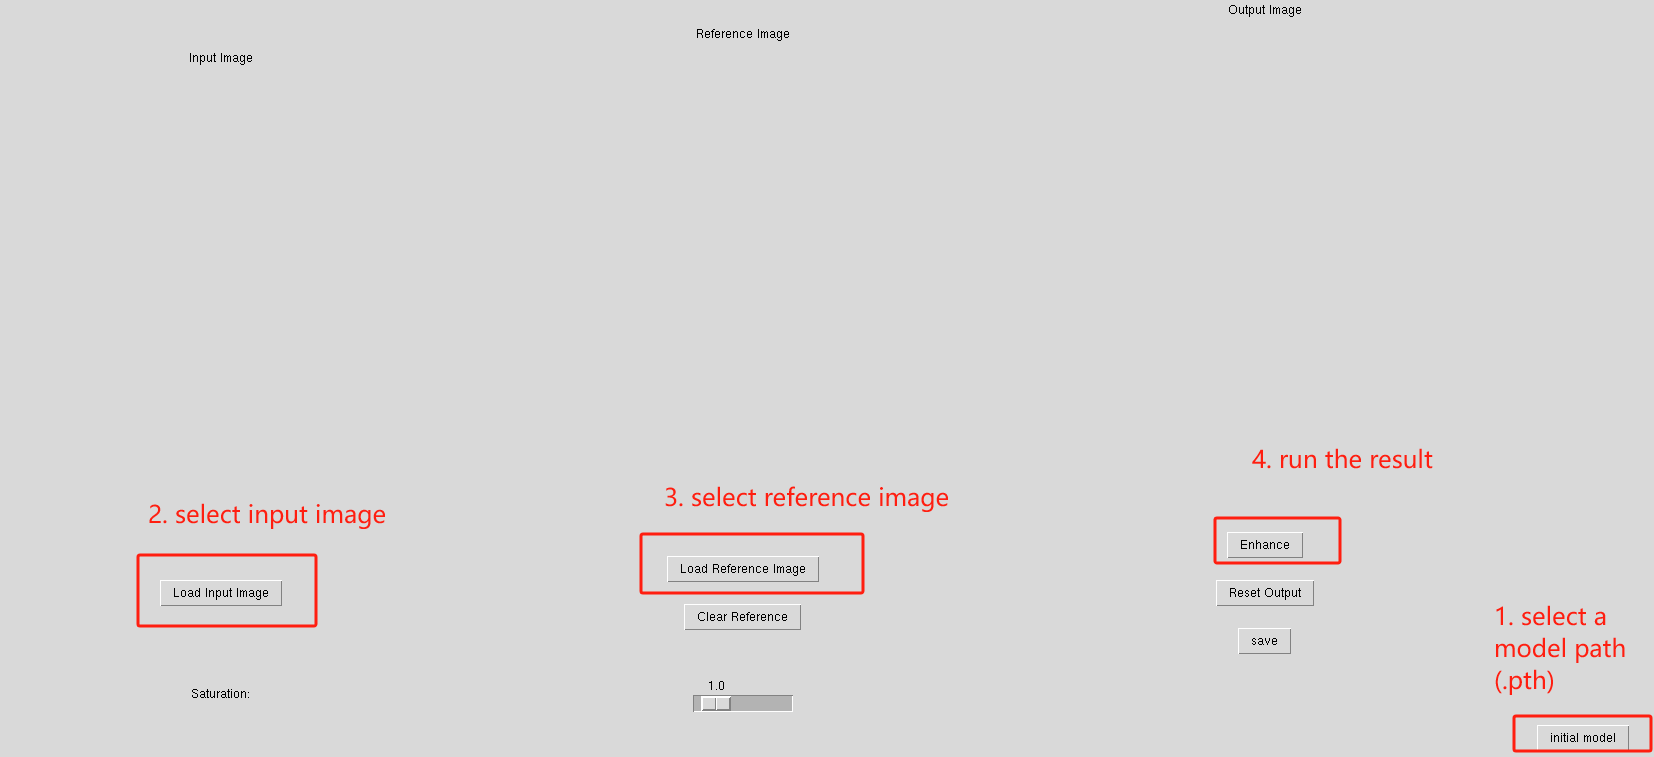 Output Image
Reference Image
Input Image
4. run the result
3. select reference image
2. select input image
Enhance
Load Reference Image
Load Input Image
Reset Output
Clear Reference
1. select a
model path
(.pth)
save
1.0
Saturation:
initial model